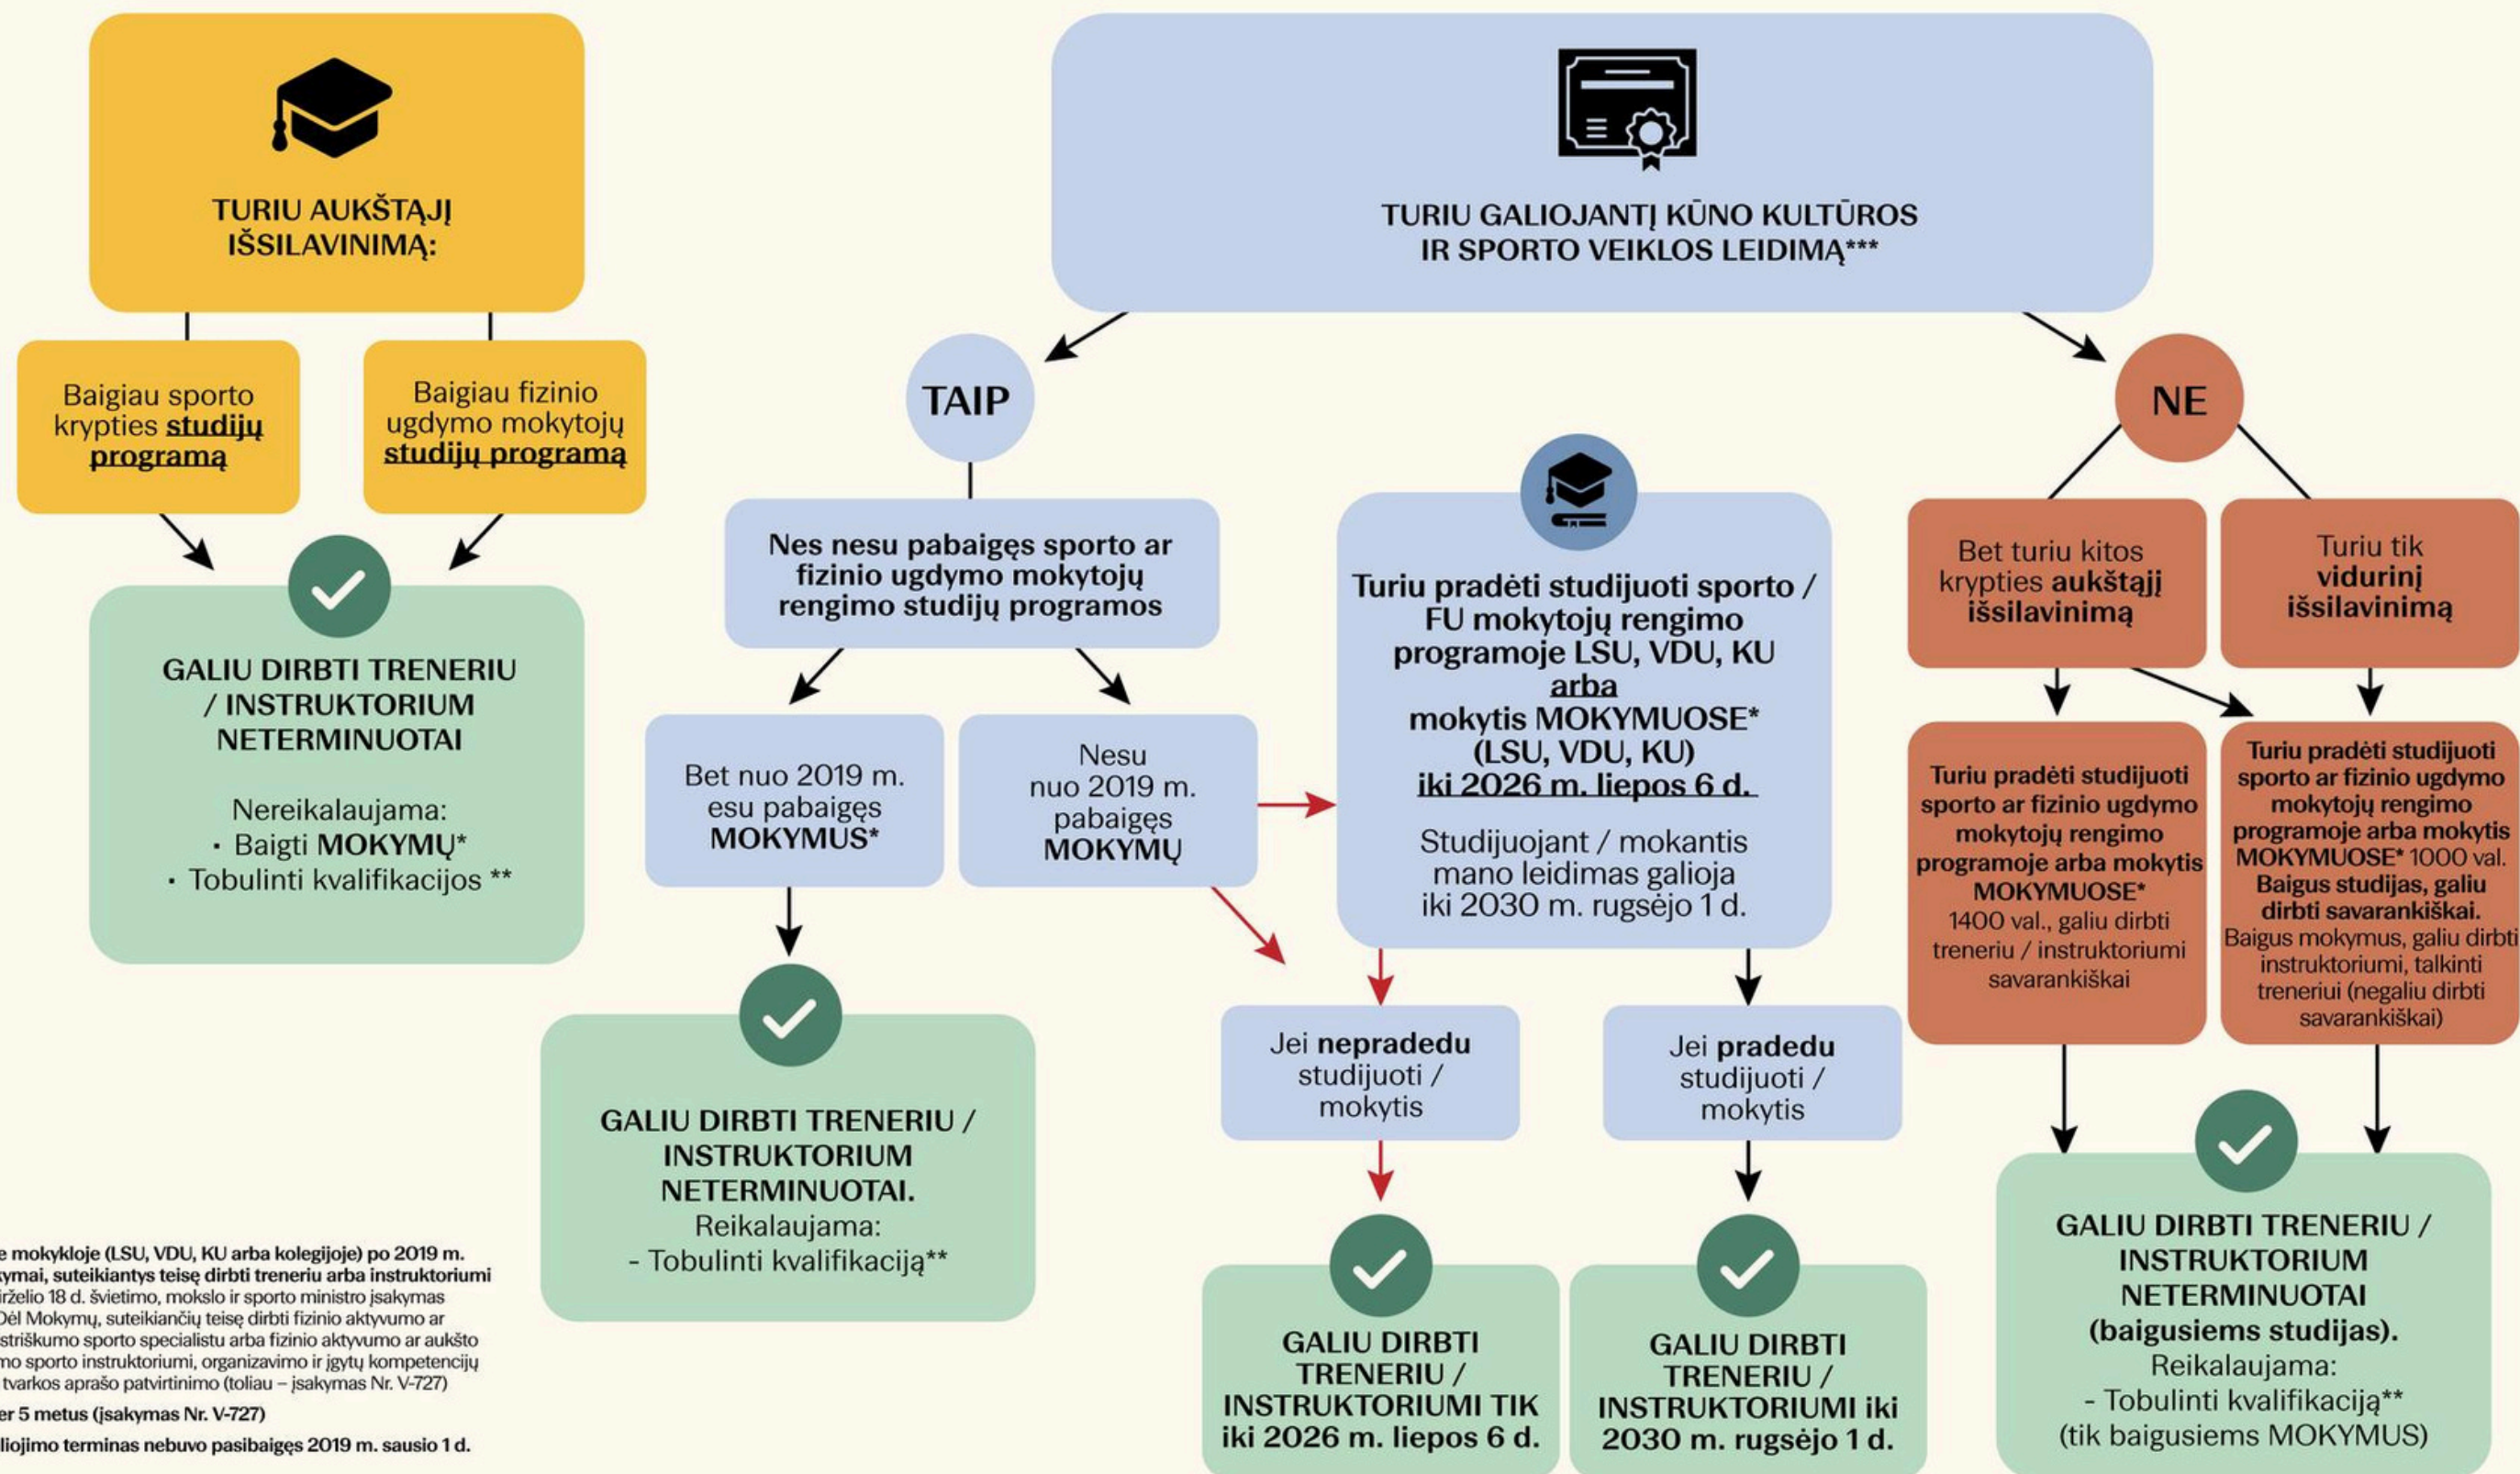 TURIU AUKŠTĄJĮ
IŠSILAVINIMĄ:
Baigiau sporto
krypties studijų
programą
Baigiau fizinio
ugdymo mokytojų
studijų programą
GALIU DIRBTI TRENERIU
/ INSTRUKTORIUM
NETERMINUOTAI
Nereikalaujama:
· Baigti MOKYMŲ*
· Tobulinti kvalifikacijos **
TURIU GALIOJANTĮ KŪNO KULTŪROS
IR SPORTO VEIKLOS LEIDIMĄ***
TAIP
Nes nesu pabaigęs sporto ar
fizinio ugdymo mokytojų
rengimo studijų programos
Bet nuo 2019 m.
esu pabaigęs
MOKYMUS*
Nesu
nuo 2019 m.
pabaigęs
MOKYMŲ
GALIU DIRBTI TRENERIU /
INSTRUKTORIUM
NETERMINUOTAI.
Reikalaujama:
- Tobulinti kvalifikaciją**
Turiu pradėti studijuoti sporto /
FU mokytojų rengimo
programoje LSU, VDU, KU
arba
mokytis MOKYMUOSE*
(LSU, VDU, KU)
iki 2026 m. liepos 6 d.
Studijuojant / mokantis
mano leidimas galioja
iki 2030 m. rugsėjo 1 d.
Jei nepradedu
studijuoti /
mokytis
Jei pradedu
studijuoti /
mokytis
GALIU DIRBTI
TRENERIU /
INSTRUKTORIUMI TIK
iki 2026 m. liepos 6 d.
GALIU DIRBTI
TRENERIU /
INSTRUKTORIUMI iki
2030 m. rugsėjo 1 d.
NE
Bet turiu kitos
krypties aukštąjį
išsilavinimą
Turiu tik
vidurinį
išsilavinimą
Turiu pradėti studijuoti
sporto ar fizinio ugdymo
mokytojų rengimo
programoje arba mokytis
MOKYMUOSE*
1400 val., galiu dirbti
treneriu / instruktoriumi
savarankiškai
Turiu pradėti studijuoti
sporto ar fizinio ugdymo
mokytojų rengimo
programoje arba mokytis
MOKYMUOSE* 1000 val.
Baigus studijas, galiu
dirbti savarankiškai.
Baigus mokymus, galiu dirbti
instruktoriumi, talkinti
treneriui (negaliu dirbti
savarankiškai)
GALIU DIRBTI TRENERIU /
INSTRUKTORIUM
NETERMINUOTAI
(baigusiems studijas).
Reikalaujama:
- Tobulinti kvalifikaciją**
(tik baigusiems MOKYMUS)
mokykloje (LSU, VDU, KU arba kolegijoje) po 2019 m.
suteikiantys teisę dirbti treneriu arba instruktoriumi
18 d. švietimo, mokslo ir sporto ministro įsakymas
Dėl Mokymų, suteikiančių teisę dirbti fizinio aktyvumo ar
sporto specialistu arba fizinio aktyvumo ar aukšto
sporto instruktoriumi, organizavimo ir įgytų kompetencijų
tvarkos aprašo patvirtinimo (toliau – įsakymas Nr. V-727)
5 metus (įsakymas Nr. V-727)
terminas nebuvo pasibaigęs 2019 m. sausio 1 d.